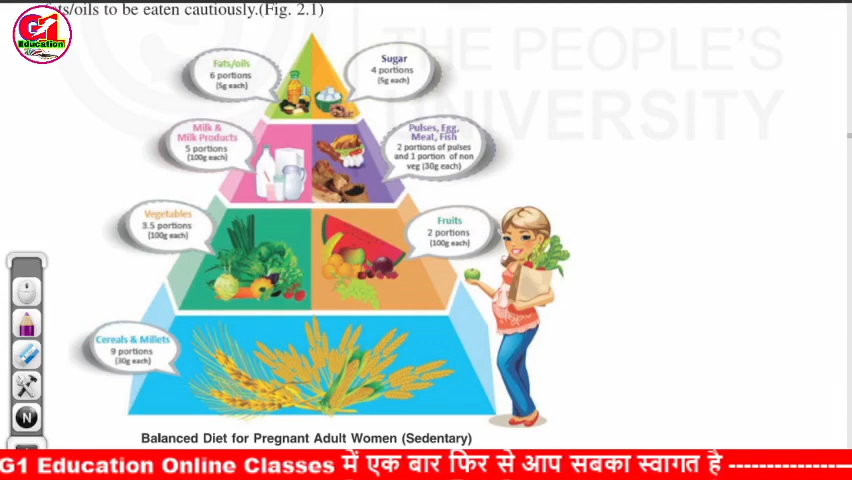 fats/oils to be eaten cautiously.(Fig. 2.1)
G1
Education
THE PEOPLE'S
UNIVERSITY
Fats/oils
6 portions
(5g each)
Sugar
4 portions
(5g each)
Milk &
Milk Products
5 portions
(100g each)
Pulses, Egg,
Meat, Fish
2 portions of pulses
and 1 portion of non
veg (30g each)
Vegetables
3.5 portions
(100g each)
Fruits
2 portions
(100g each)
Cereals & Millets
9 portions
(30g each)
N
Balanced Diet for Pregnant Adult Women (Sedentary)
G1 Education Online Classes में एक बार फिर से आप सबका स्वागत है ---------------